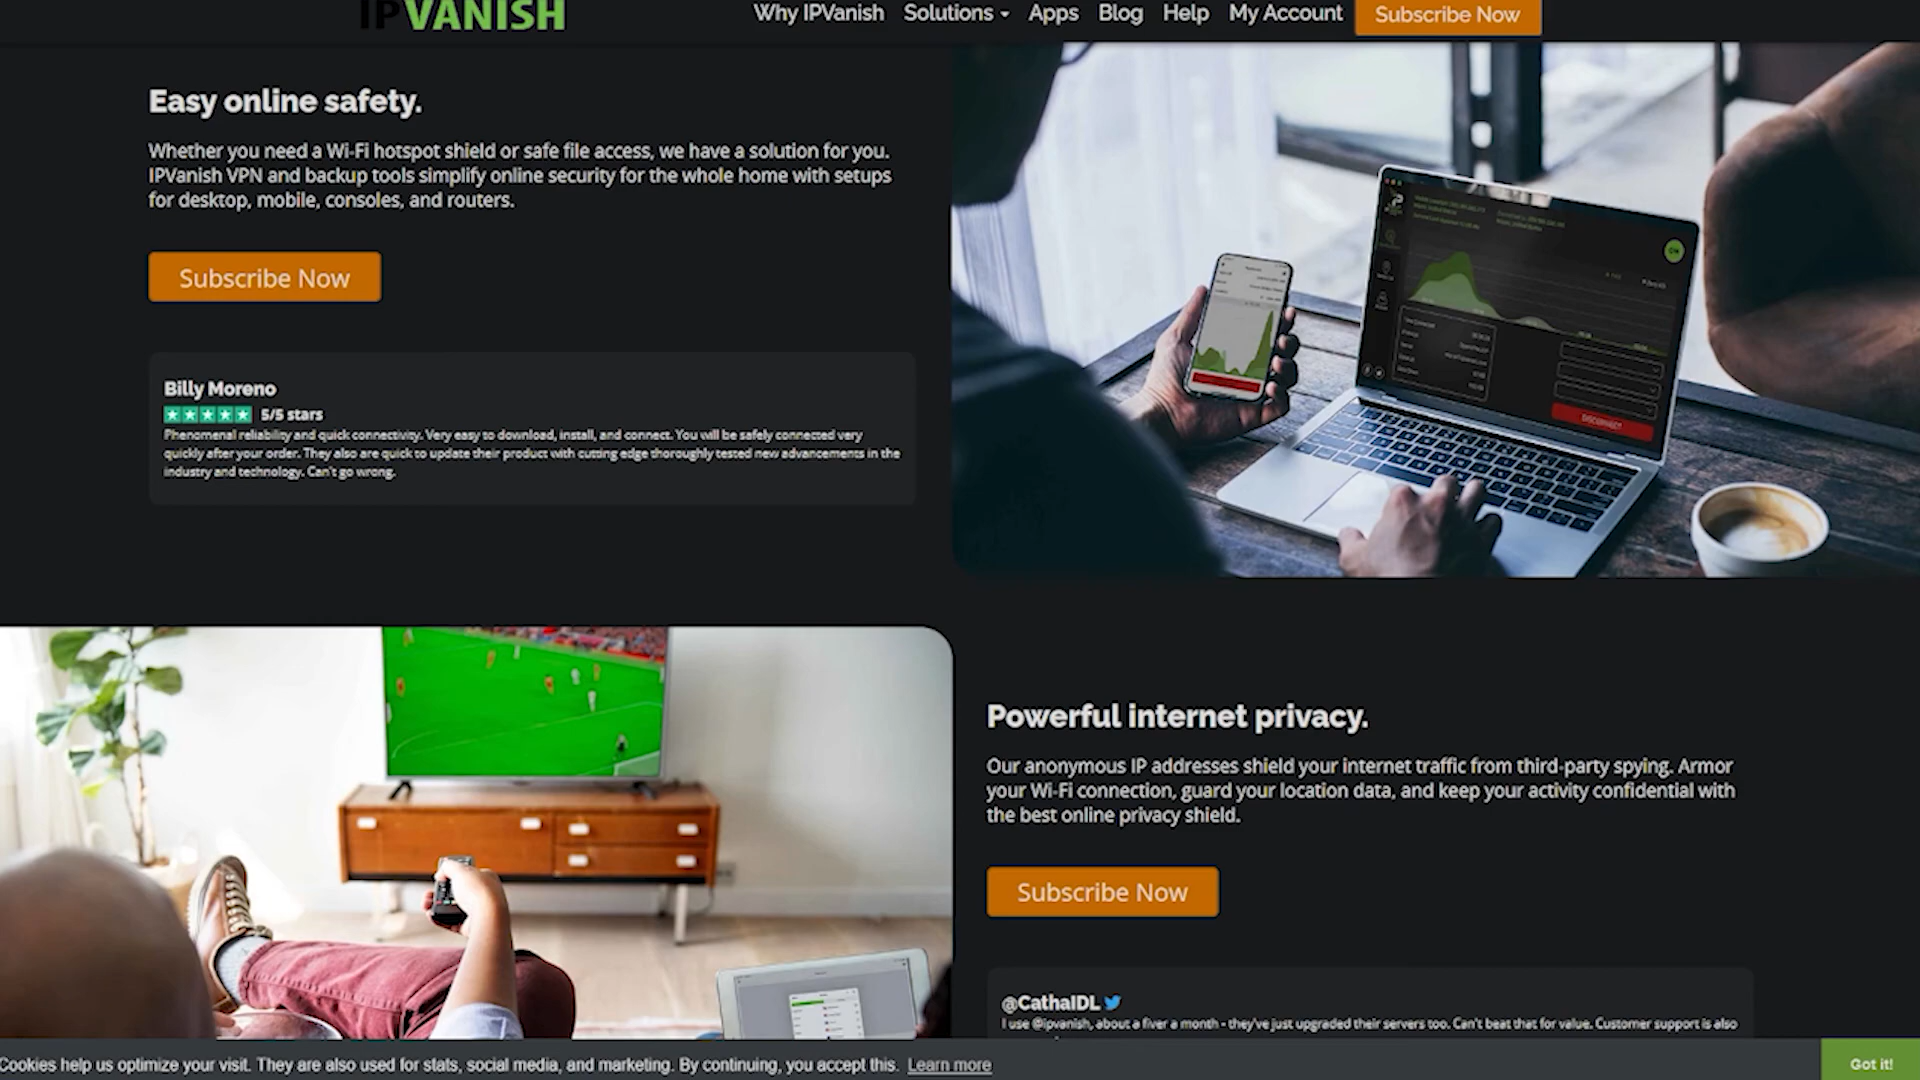 IPVANISH
Why IPVanish Solutions Apps Blog Help My Account Subscribe Now
Easy online safety.
Whether you need a Wi-Fi hotspot shield or safe file access, we have a solution for you.
IPVanish VPN and backup tools simplify online security for the whole home with setups
for desktop, mobile, consoles, and routers.
Subscribe Now
Billy Moreno
5/5 stars
Phenomenal reliability and quick connectivity. Very easy to download, install, and connect. You will be safely connected very
quickly after your order. They also are quick to update their product with cutting edge thoroughly tested new advancements in the
industry and technology. Can't go wrong.
DISCONNECT
Powerful internet privacy.
Our anonymous IP addresses shield your internet traffic from third-party spying. Armor
your Wi-Fi connection, guard your location data, and keep your activity confidential with
the best online privacy shield.
Subscribe Now
@CathaIDL
I use @ipvanish, about a fiver a month - they've just upgraded their servers too. Can't beat that for value. Customer support is also
Cookies help us optimize your visit. They are also used for stats, social media, and marketing. By continuing, you accept this. Learn more
Got it!